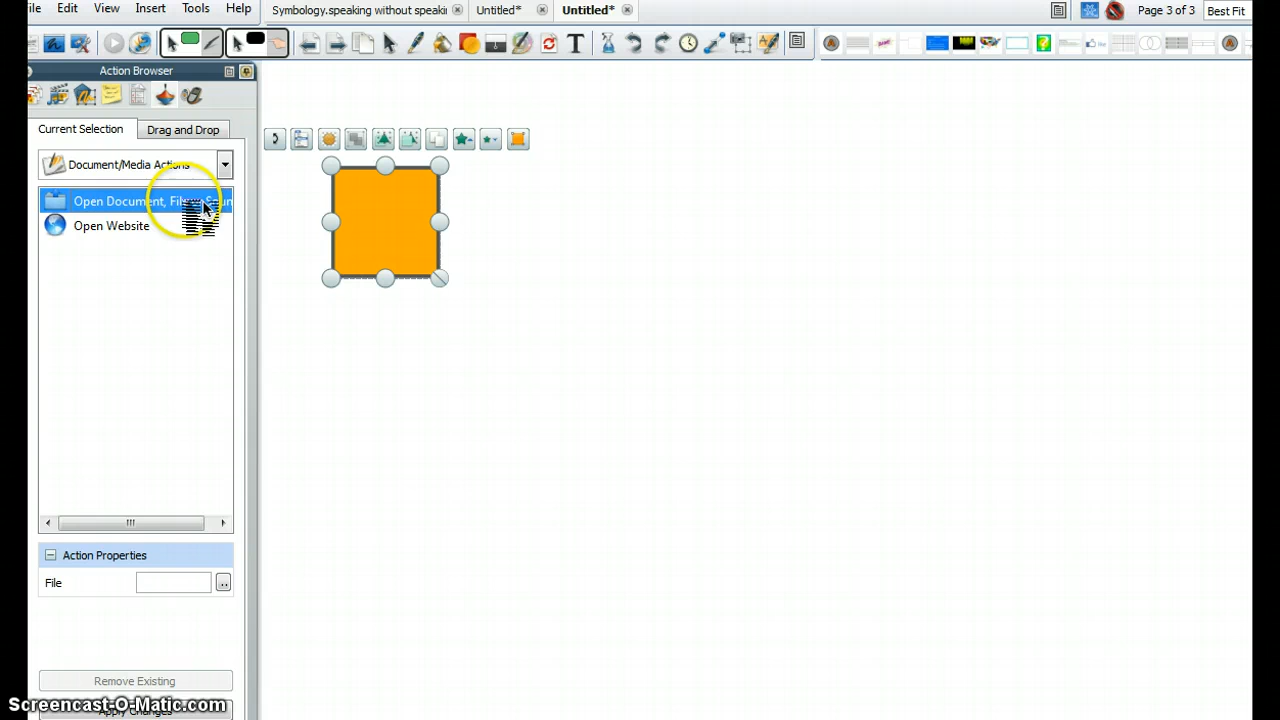 ile Edit View Insert Tools Help Symbology.speaking without speaki Untitled* Untitled* Page 3 of 3 Best Fit
T
Action Browser
Current Selection Drag and Drop
Document/Media Actions
Open Document, File
Open Website
Action Properties
File
..
Remove Existing
Apply Changes
Screencast-O-Matic.com